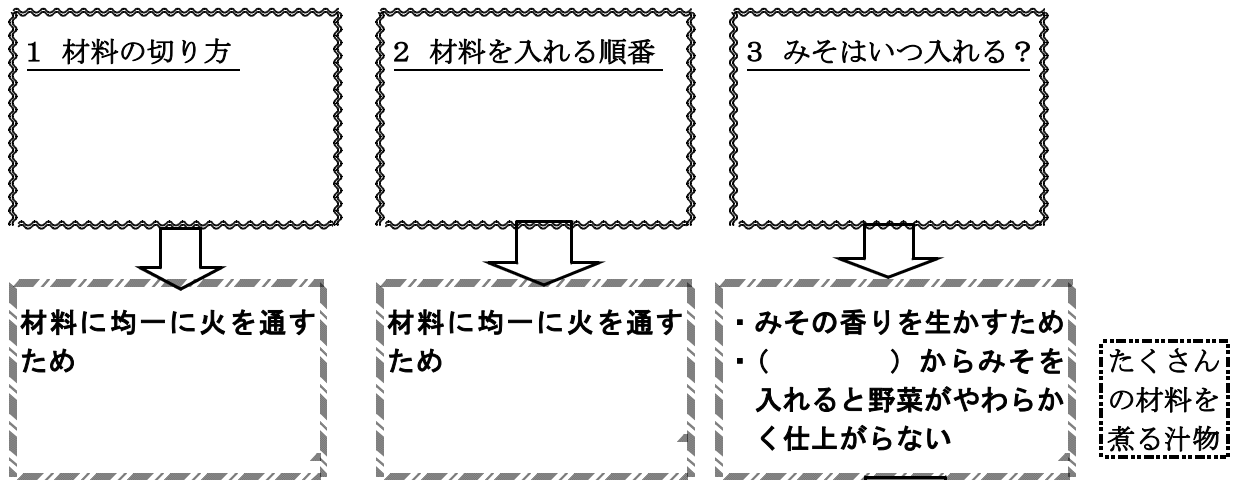 １ 材料の切り方
２ 材料を入れる順番
３ みそはいつ入れる？
材料に均一に火を通す
ため
材料に均一に火を通す
ため
・みその香りを生かすため
・（　　　　）からみそを
入れると野菜がやわらか
く仕上がらない
たくさん
の材料を
煮る汁物